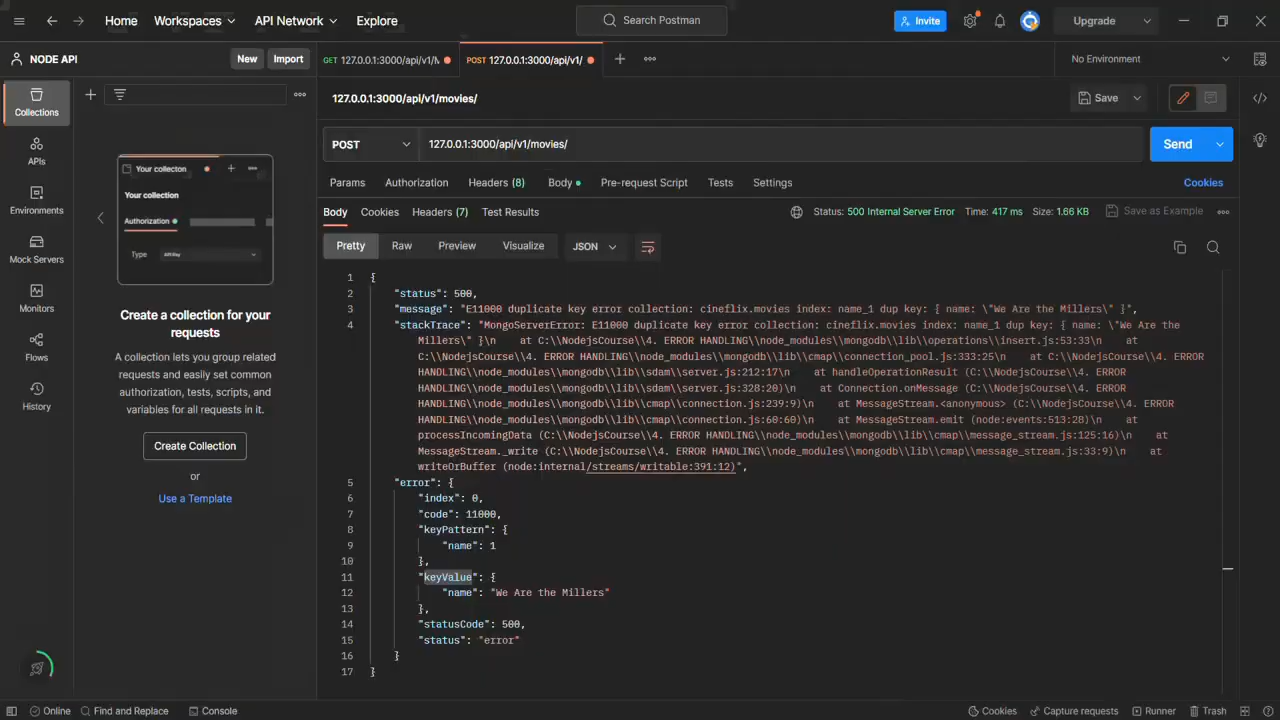 Home Workspaces API Network Explore Search Postman Invite Upgrade
NODE API New Import GET 127.0.0.1:3000/api/v1/M POST 127.0.0.1:3000/api/v1/ No Environment
Collections
APIs
Environments
Mock Servers
Monitors
Flows
History
Your collecton
Your collection
Authorization
Type API Key
Create a collection for your
requests
A collection lets you group related
requests and easily set common
authorization, tests, scripts, and
variables for all requests in it.
Create Collection
or
Use a Template
127.0.0.1:3000/api/v1/movies/ Save
POST 127.0.0.1:3000/api/v1/movies/ Send
Params Authorization Headers (8) Body Pre-request Script Tests Settings Cookies
Body Cookies Headers (7) Test Results Status: 500 Internal Server Error Time: 417 ms Size: 1.66 KB Save as Example
Pretty Raw Preview Visualize JSON
1 {
2 "status": 500,
3 "message": "E11000 duplicate key error collection: cineflix.movies index: name_1 dup key: { name: \"We Are the Millers\" }",
4 "stackTrace": "MongoServerError: E11000 duplicate key error collection: cineflix.movies index: name_1 dup key: { name: \"We Are the
Millers\" }\n at C:\\NodejsCourse\\4. ERROR HANDLING\\node_modules\\mongodb\\lib\\operations\\insert.js:53:33\n at
C:\\NodejsCourse\\4. ERROR HANDLING\\node_modules\\mongodb\\lib\\cmap\\connection_pool.js:333:25\n at C:\\NodejsCourse\\4. ERROR
HANDLING\\node_modules\\mongodb\\lib\\sdam\\server.js:212:17\n at handleOperationResult (C:\\NodejsCourse\\4. ERROR
HANDLING\\node_modules\\mongodb\\lib\\sdam\\server.js:328:20)\n at Connection.onMessage (C:\\NodejsCourse\\4. ERROR
HANDLING\\node_modules\\mongodb\\lib\\cmap\\connection.js:239:9)\n at MessageStream.<anonymous> (C:\\NodejsCourse\\4. ERROR
HANDLING\\node_modules\\mongodb\\lib\\cmap\\connection.js:60:60)\n at MessageStream.emit (node:events:513:28)\n at
processIncomingData (C:\\NodejsCourse\\4. ERROR HANDLING\\node_modules\\mongodb\\lib\\cmap\\message_stream.js:125:16)\n at
MessageStream._write (C:\\NodejsCourse\\4. ERROR HANDLING\\node_modules\\mongodb\\lib\\cmap\\message_stream.js:33:9)\n at
writeOrBuffer (node:internal/streams/writable:391:12)",
5 "error": {
6 "index": 0,
7 "code": 11000,
8 "keyPattern": {
9 "name": 1
10 },
11 "keyValue": {
12 "name": "We Are the Millers"
13 },
14 "statusCode": 500,
15 "status": "error"
16 }
17 }
Online Find and Replace Console Cookies Capture requests Runner Trash